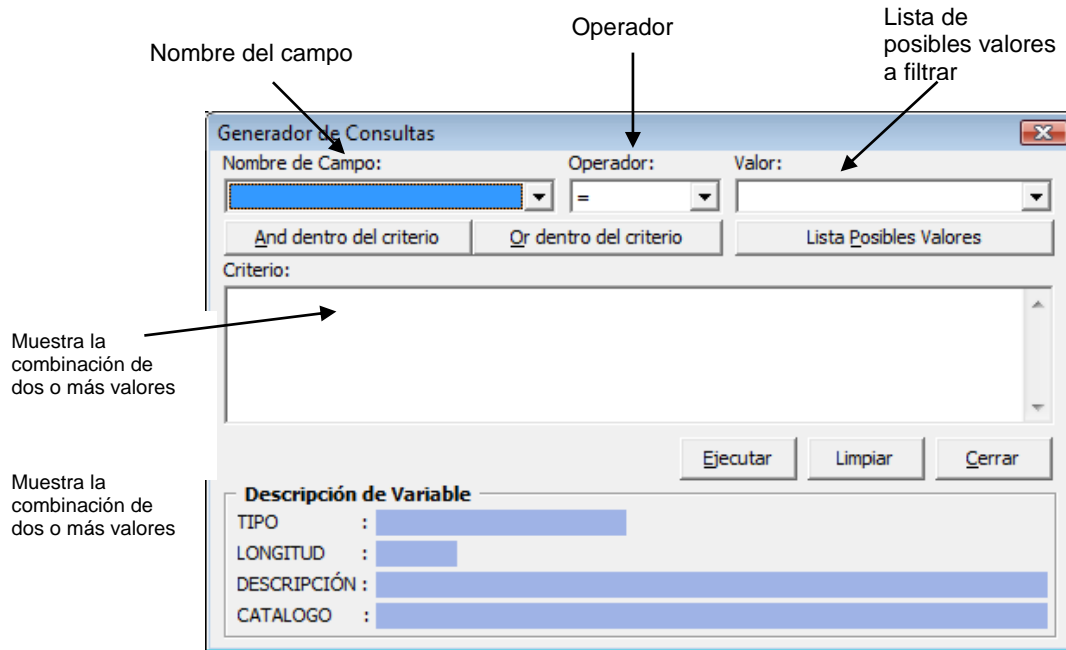 Nombre del campo
Operador
Lista de
posibles valores
a filtrar
Generador de Consultas
Nombre de Campo:
Operador:
Valor:
=
And dentro del criterio
Or dentro del criterio
Lista Posibles Valores
Criterio:
Muestra la
combinación de
dos o más valores
Ejecutar
Limpiar
Cerrar
Muestra la
combinación de
dos o más valores
Descripción de Variable
TIPO :
LONGITUD :
DESCRIPCIÓN :
CATALOGO :